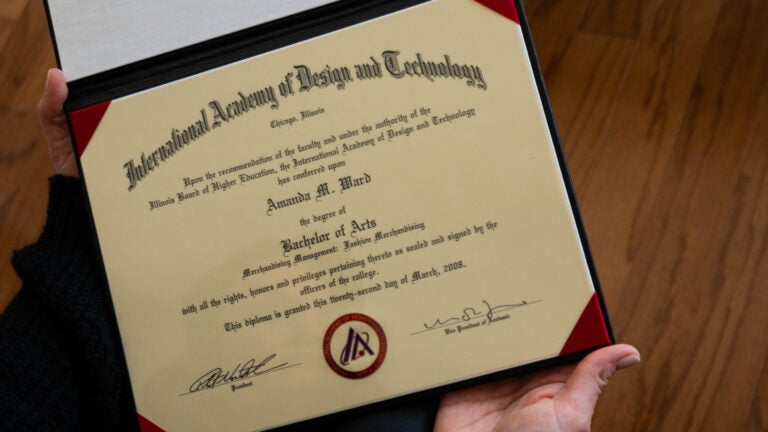 International Academy of Design and Technology
Chicago, Illinois
Upon the recommendation of the faculty and under the authority of the
Illinois Board of Higher Education, the International Academy of Design and Technology
has conferred upon
Amanda M. Ward
the degree of
Bachelor of Arts
Merchandising Management: Fashion Merchandising
with all the rights, honors and privileges pertaining thereto as sealed and signed by the
officers of the college.
This diploma is granted this twenty-second day of March, 2008.
President
Vice President of Academic